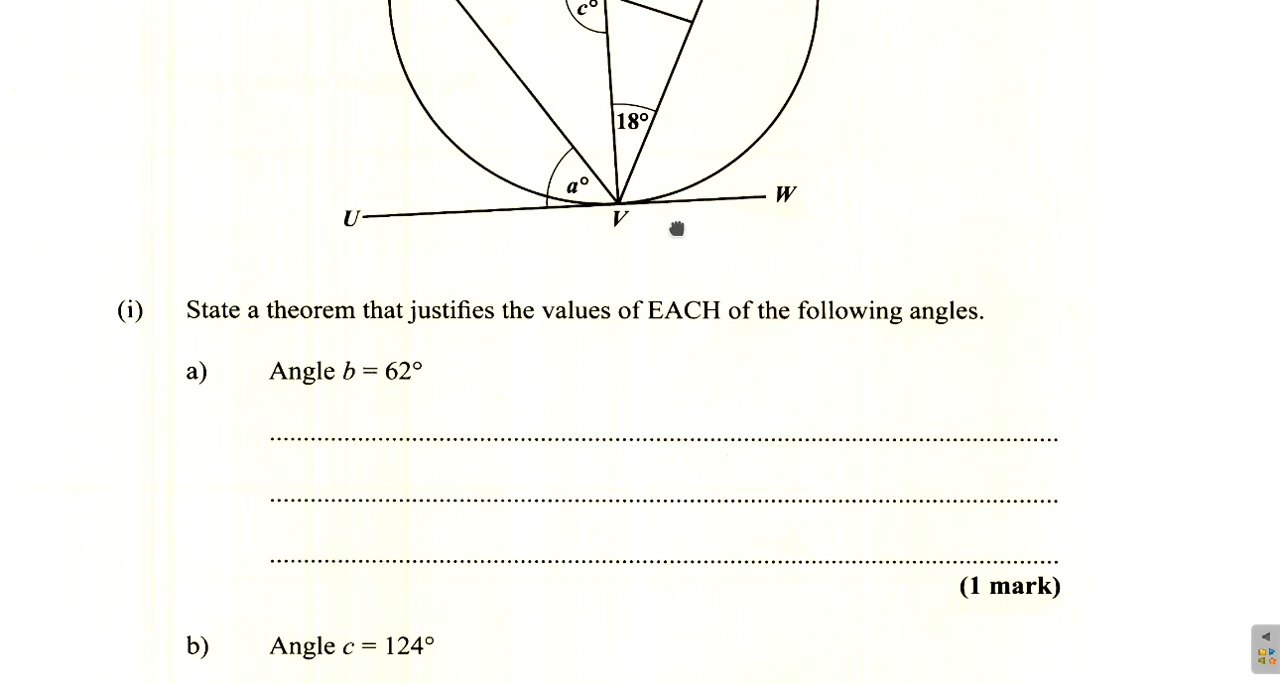 c°
18°
a°
W
U
V
(i) State a theorem that justifies the values of EACH of the following angles.
a) Angle b = 62°
(1 mark)
b) Angle c = 124°